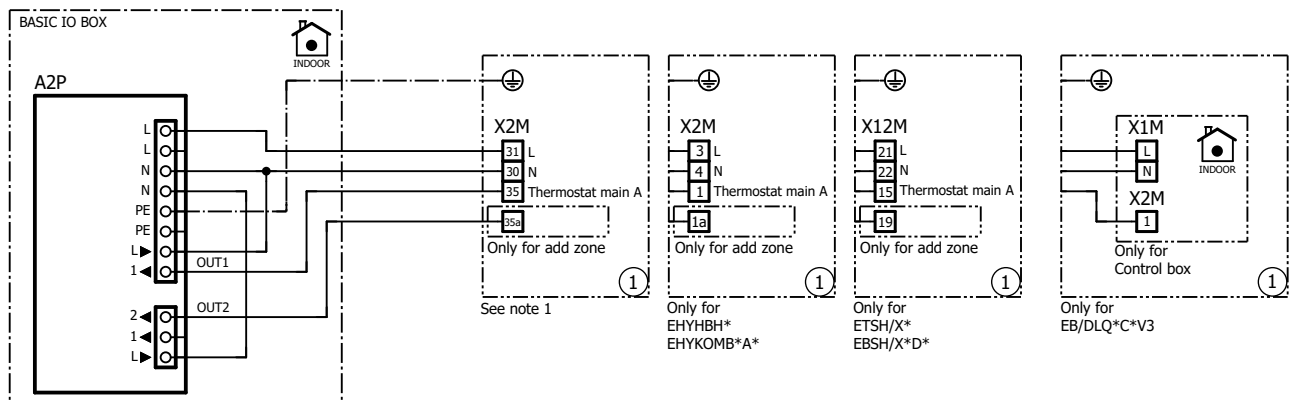 BASIC IO BOX
INDOOR
A2P
L
L
N
N
PE
PE
L
1
OUT1
2
OUT2
1
L
X2M
31 L
30 N
35 Thermostat main A
35a
Only for add zone
1
See note 1
X2M
3 L
4 N
1 Thermostat main A
1a
Only for add zone
1
Only for
EHYHBH*
EHYKOMB*A*
X12M
21 L
22 N
15 Thermostat main A
19
Only for add zone
1
Only for
ETSH/X*
EBSH/X*D*
X1M
L
N
INDOOR
X2M
1
Only for
Control box
1
Only for
EB/DLQ*C*V3